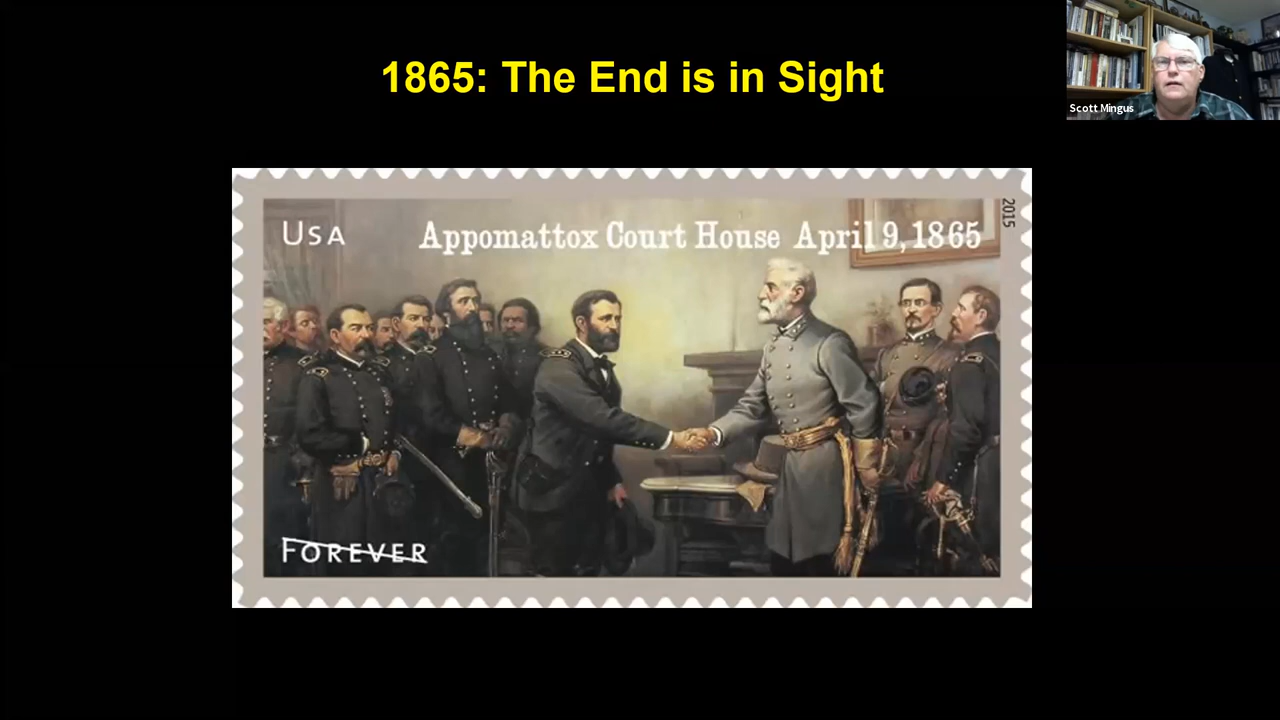 1865: The End is in Sight
Scott Mingus
USA
Appomattox Court House April 9, 1865
2015
FOREVER